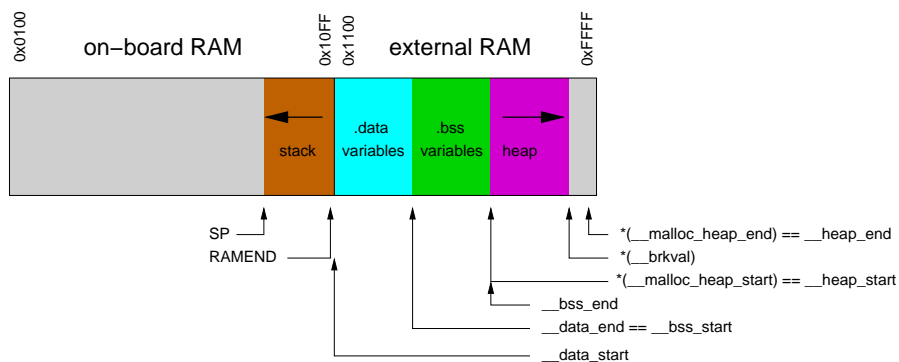 0x0100
on−board RAM
0x10FF
0x1100
external RAM
0xFFFF
stack
.data
variables
.bss
variables
heap
SP
RAMEND
*(__malloc_heap_end) == __heap_end
*(__brkval)
*(__malloc_heap_start) == __heap_start
__bss_end
__data_end == __bss_start
__data_start